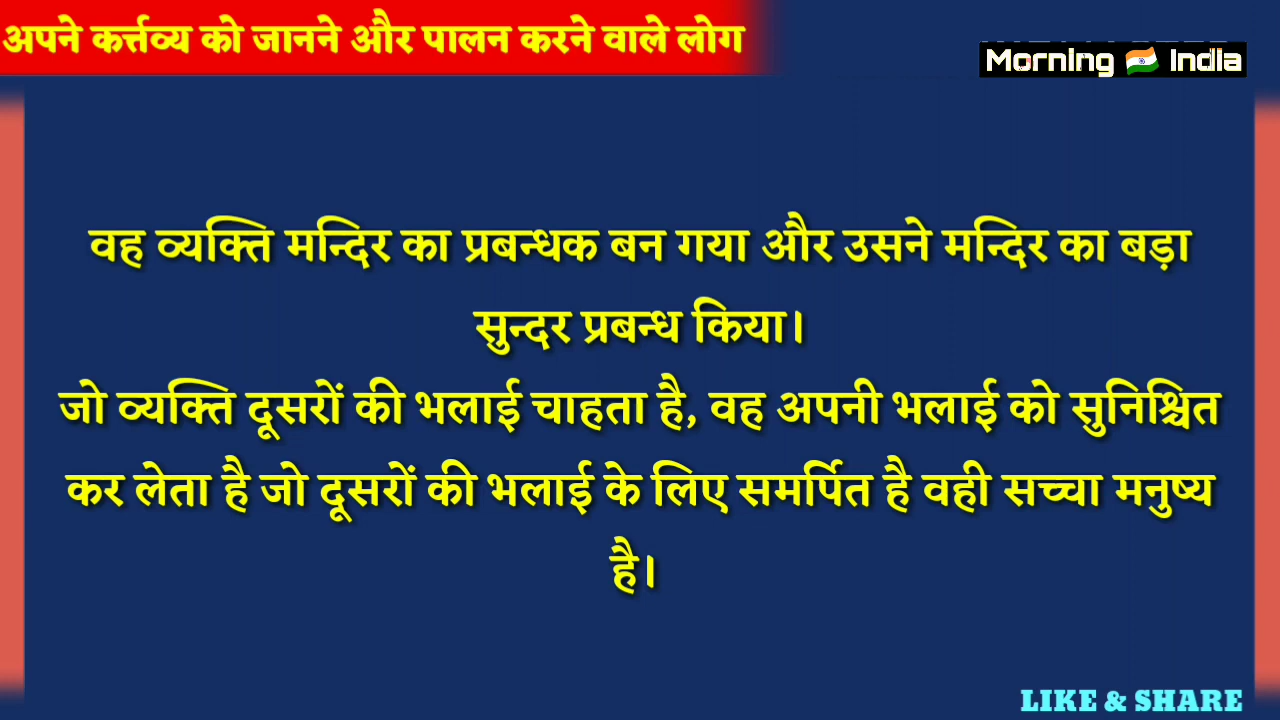 अपने कर्त्तव्य को जानने और पालन करने वाले लोग
Morning 🇮🇳 India
वह व्यक्ति मन्दिर का प्रबन्धक बन गया और उसने मन्दिर का बड़ा
सुन्दर प्रबन्ध किया।
जो व्यक्ति दूसरों की भलाई चाहता है, वह अपनी भलाई को सुनिश्चित
कर लेता है जो दूसरों की भलाई के लिए समर्पित है वही सच्चा मनुष्य
है।
LIKE & SHARE